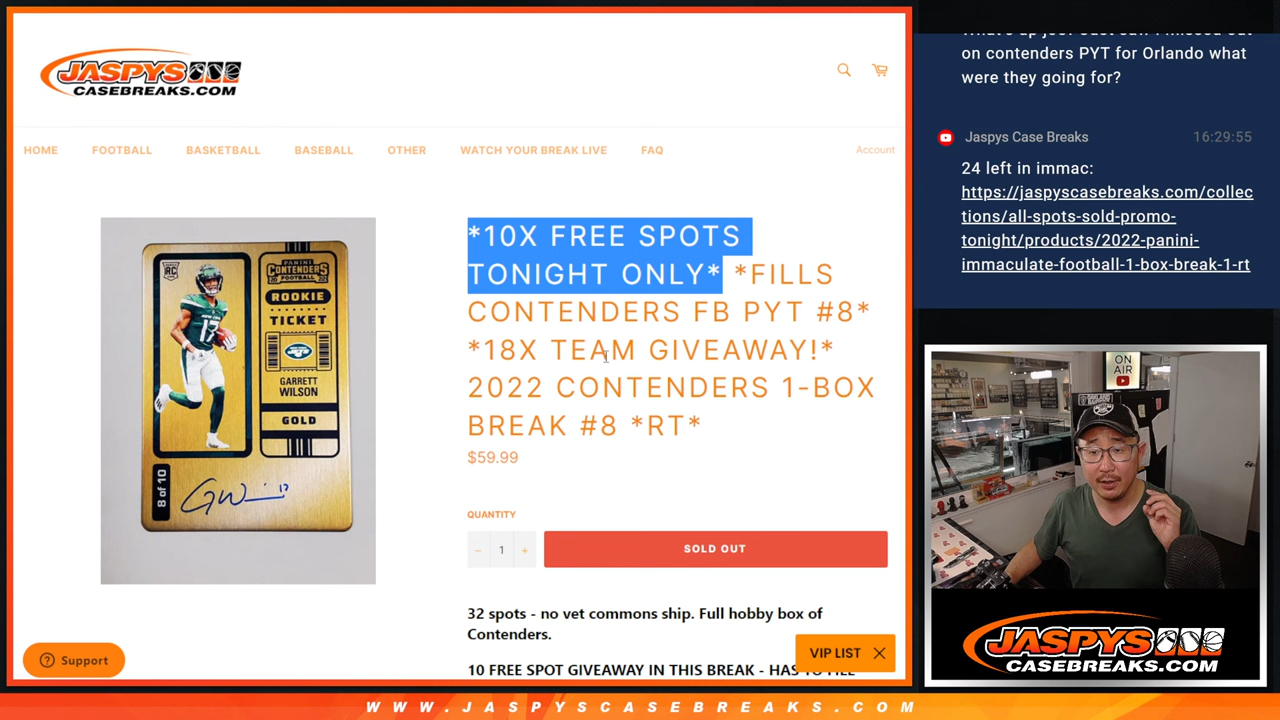 JASPYS
CASEBREAKS.COM
HOME FOOTBALL BASKETBALL BASEBALL OTHER WATCH YOUR BREAK LIVE FAQ Account
RC
PANINI
CONTENDERS
FOOTBALL
ROOKIE
TICKET
JETS
GARRETT
WILSON
GOLD
8 of 10
*10X FREE SPOTS
TONIGHT ONLY* *FILLS
CONTENDERS FB PYT #8*
*18X TEAM GIVEAWAY!*
2022 CONTENDERS 1-BOX
BREAK #8 *RT*
$59.99
QUANTITY
− 1 +
SOLD OUT
32 spots - no vet commons ship. Full hobby box of
Contenders.
10 FREE SPOT GIVEAWAY IN THIS BREAK - HAS TO FILL
Support
VIP LIST
on contenders PYT for Orlando what
were they going for?
Jaspys Case Breaks 16:29:55
24 left in immac:
https://jaspyscasebreaks.com/collec
tions/all-spots-sold-promo-
tonight/products/2022-panini-
immaculate-football-1-box-break-1-rt
ON
AIR
JASPYS
CASEBREAKS.COM
WWW.JASPYSCASEBREAKS.COM